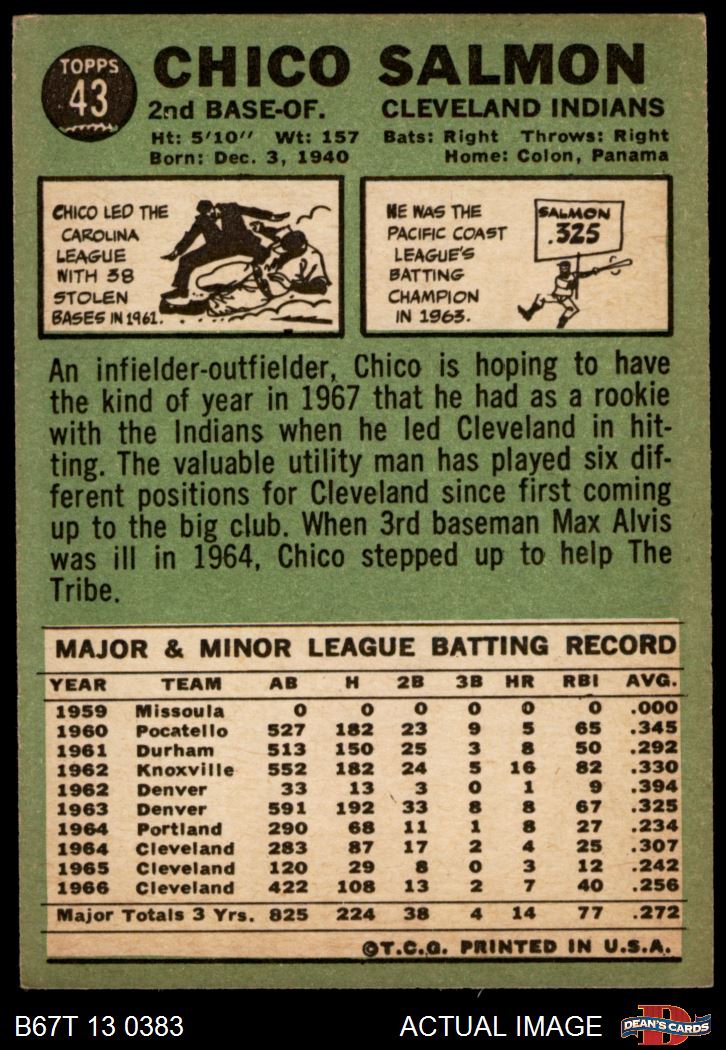 TOPPS
43
CHICO SALMON
2nd BASE-OF. CLEVELAND INDIANS
Ht: 5'10" Wt: 157 Bats: Right Throws: Right
Born: Dec. 3, 1940 Home: Colon, Panama
CHICO LED THE
CAROLINA
LEAGUE
WITH 38
STOLEN
BASES IN 1961.
HE WAS THE
PACIFIC COAST
LEAGUE'S
BATTING
CHAMPION
IN 1963.
SALMON
.325
An infielder-outfielder, Chico is hoping to have
the kind of year in 1967 that he had as a rookie
with the Indians when he led Cleveland in hit-
ting. The valuable utility man has played six dif-
ferent positions for Cleveland since first coming
up to the big club. When 3rd baseman Max Alvis
was ill in 1964, Chico stepped up to help The
Tribe.
MAJOR & MINOR LEAGUE BATTING RECORD
YEAR TEAM AB H 2B 3B HR RBI AVG.
1959 Missoula 0 0 0 0 0 0 .000
1960 Pocatello 527 182 23 9 5 65 .345
1961 Durham 513 150 25 3 8 50 .292
1962 Knoxville 552 182 24 5 16 82 .330
1962 Denver 33 13 3 0 1 9 .394
1963 Denver 591 192 33 8 8 67 .325
1964 Portland 290 68 11 1 8 27 .234
1964 Cleveland 283 87 17 2 4 25 .307
1965 Cleveland 120 29 8 0 3 12 .242
1966 Cleveland 422 108 13 2 7 40 .256
Major Totals 3 Yrs. 825 224 38 4 14 77 .272
©T.C.G. PRINTED IN U.S.A.
B67T 13 0383 ACTUAL IMAGE
D
DEAN'S CARDS